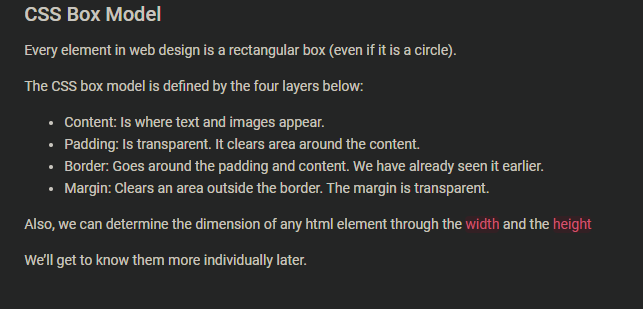 CSS Box Model
Every element in web design is a rectangular box (even if it is a circle).
The CSS box model is defined by the four layers below:
• Content: Is where text and images appear.
• Padding: Is transparent. It clears area around the content.
• Border: Goes around the padding and content. We have already seen it earlier.
• Margin: Clears an area outside the border. The margin is transparent.
Also, we can determine the dimension of any html element through the width and the height
We’ll get to know them more individually later.